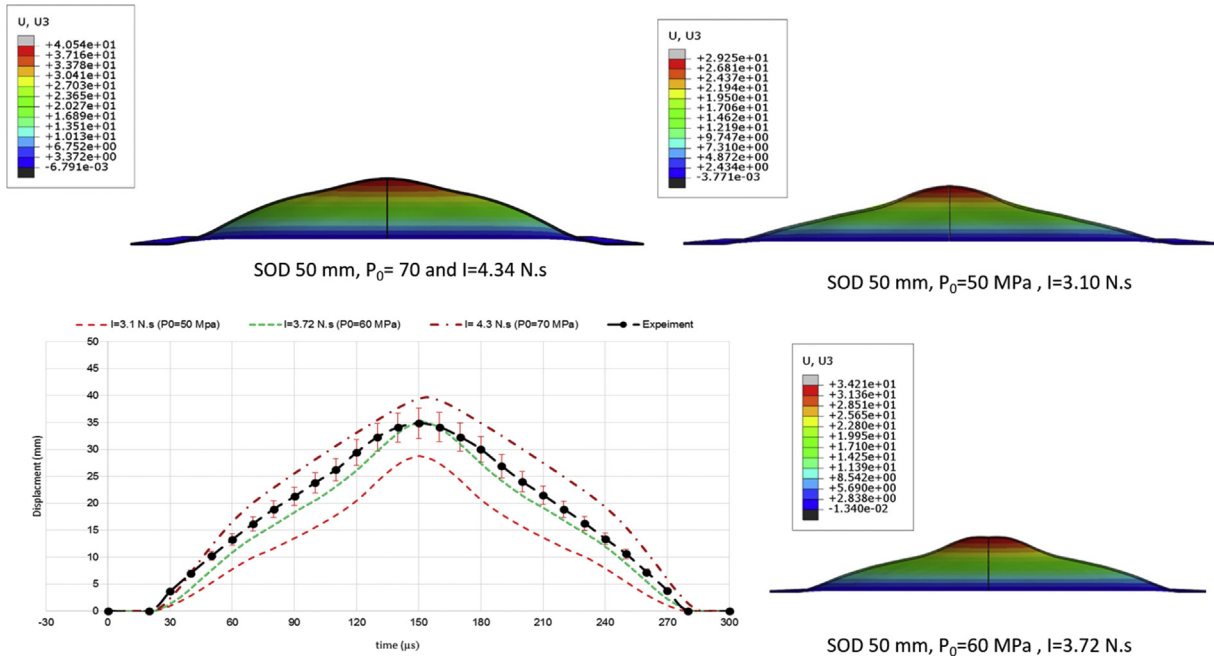 U, U3
+4.054e+01
+3.716e+01
+3.378e+01
+3.041e+01
+2.703e+01
+2.365e+01
+2.027e+01
+1.689e+01
+1.351e+01
+1.013e+01
+6.752e+00
+3.372e+00
-6.791e-03
SOD 50 mm, P0= 70 and I=4.34 N.s
U, U3
+2.925e+01
+2.681e+01
+2.437e+01
+2.194e+01
+1.950e+01
+1.706e+01
+1.462e+01
+1.219e+01
+9.747e+00
+7.310e+00
+4.872e+00
+2.434e+00
-3.771e-03
SOD 50 mm, P0=50 MPa , I=3.10 N.s
I=3.1 N.s (P0=50 Mpa)
I=3.72 N.s (P0=60 MPa)
I= 4.3 N.s (P0=70 MPa)
Expeiment
50
45
40
35
30
25
20
15
10
5
0
Displacment (mm)
-30
30
60
90
120
150
180
210
240
270
300
0
time (µs)
U, U3
+3.421e+01
+3.136e+01
+2.851e+01
+2.565e+01
+2.280e+01
+1.995e+01
+1.710e+01
+1.425e+01
+1.139e+01
+8.542e+00
+5.690e+00
+2.838e+00
-1.340e-02
SOD 50 mm, P0=60 MPa, I=3.72 N.s